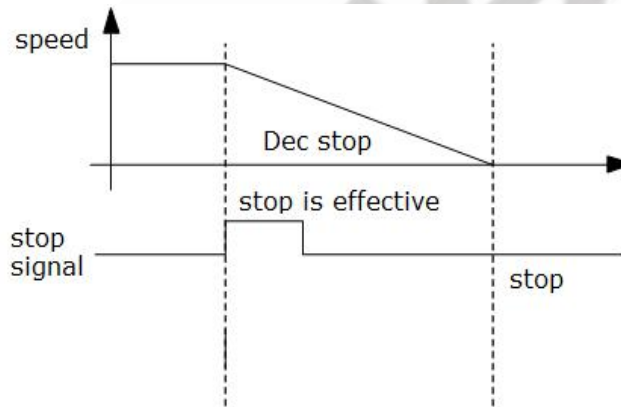 speed
Dec stop
stop is effective
stop
signal
stop